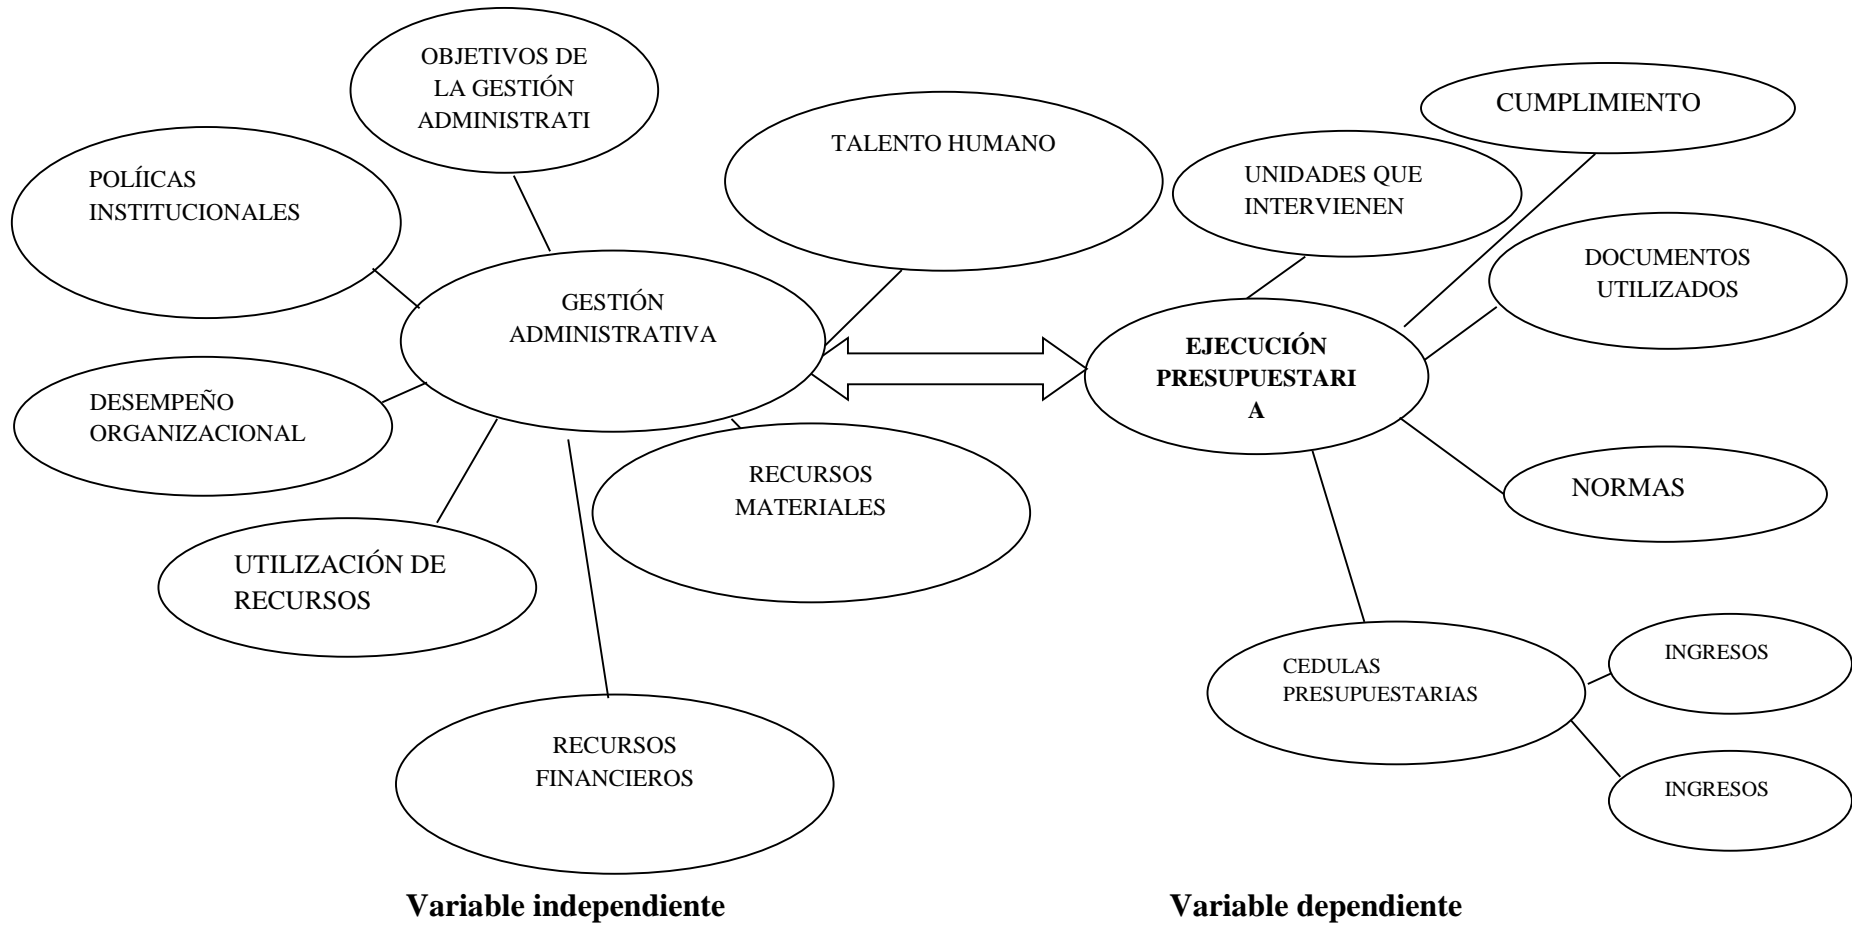 OBJETIVOS DE
LA GESTIÓN
ADMINISTRATI
POLÍICAS
INSTITUCIONALES
TALENTO HUMANO
GESTIÓN
ADMINISTRATIVA
DESEMPEÑO
ORGANIZACIONAL
RECURSOS
MATERIALES
UTILIZACIÓN DE
RECURSOS
RECURSOS
FINANCIEROS
CUMPLIMIENTO
UNIDADES QUE
INTERVIENEN
DOCUMENTOS
UTILIZADOS
EJECUCIÓN
PRESUPUESTARI
A
NORMAS
CEDULAS
PRESUPUESTARIAS
INGRESOS
INGRESOS
Variable independiente
Variable dependiente